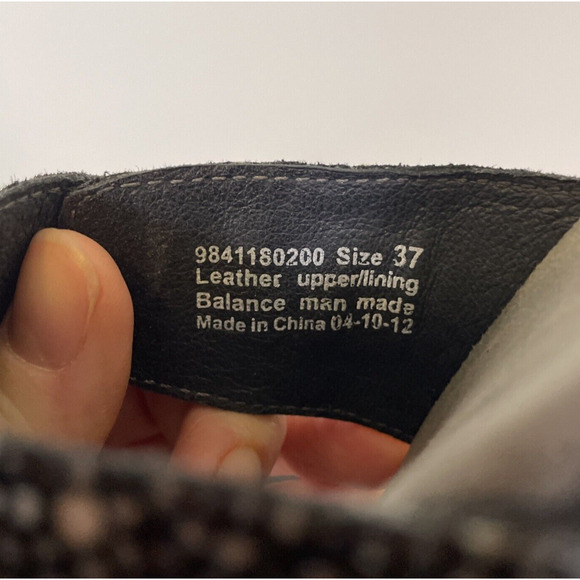 9841180200 Size 37
Leather upper/lining
Balance man made
Made in China 04-10-12